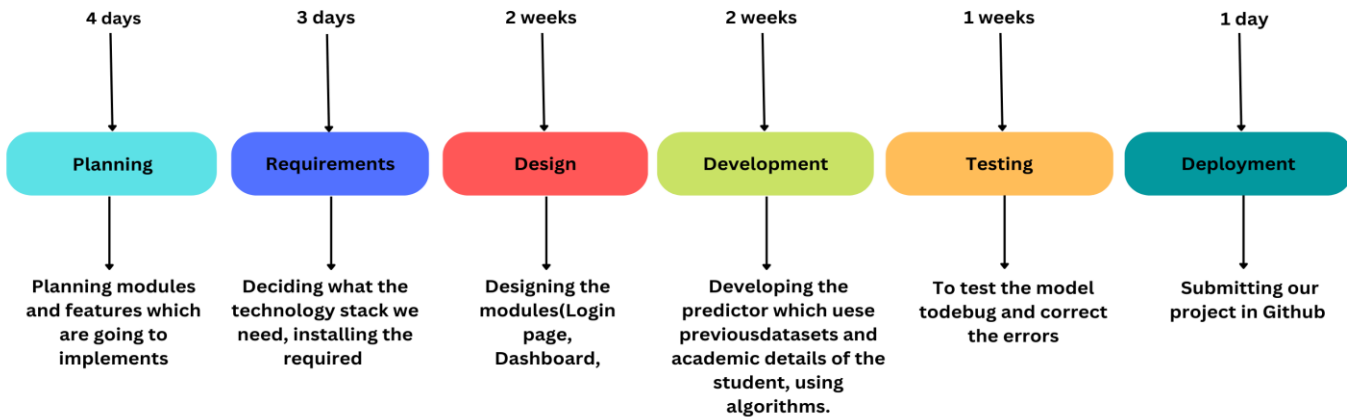 4 days
3 days
2 weeks
2 weeks
1 weeks
1 day
Planning
Requirements
Design
Development
Testing
Deployment
Planning modules
and features which
are going to
implements
Deciding what the
technology stack we
need, installing the
required
Designing the
modules(Login
page,
Dashboard,
Developing the
predictor which uese
previousdatasets and
academic details of the
student, using
algorithms.
To test the model
todebug and correct
the errors
Submitting our
project in Github